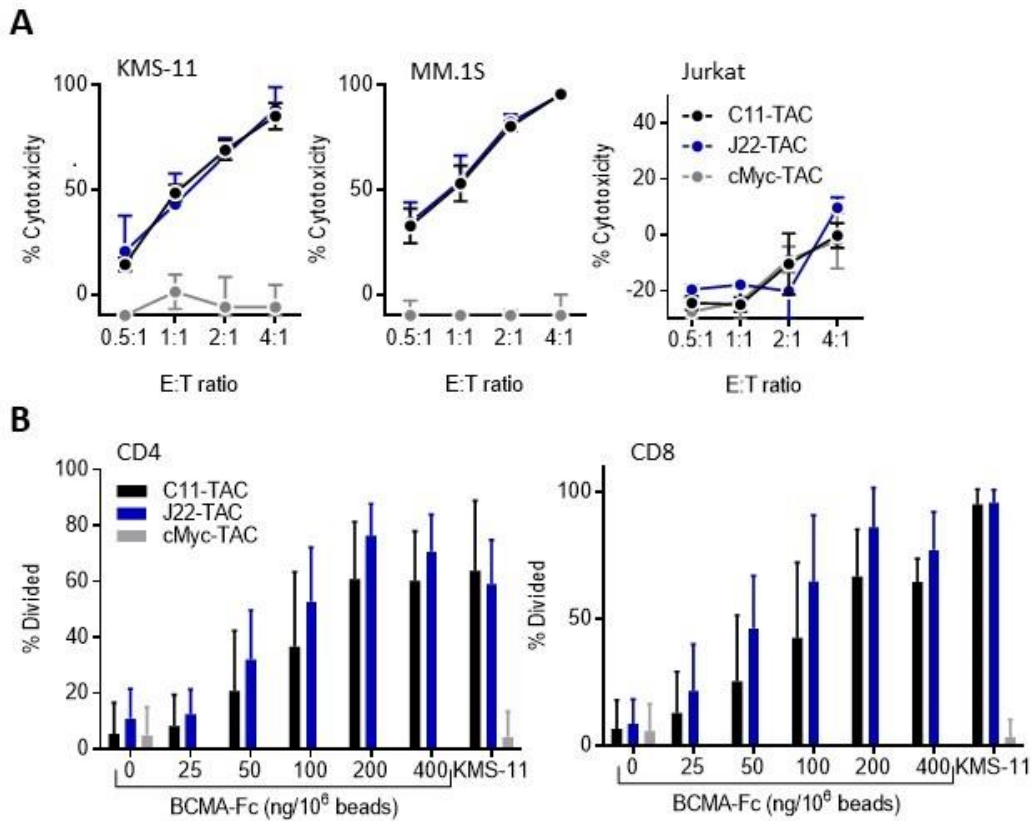 A
KMS-11
MM.1S
Jurkat
C11-TAC
J22-TAC
cMyc-TAC
% Cytotoxicity
100
50
0
0.5:1 1:1 2:1 4:1
E:T ratio
% Cytotoxicity
100
50
0
0.5:1 1:1 2:1 4:1
E:T ratio
% Cytotoxicity
40
20
0
-20
0.5:1 1:1 2:1 4:1
E:T ratio
B
CD4
C11-TAC
J22-TAC
cMyc-TAC
% Divided
100
80
60
40
20
0
0 25 50 100 200 400 KMS-11
BCMA-Fc (ng/10⁶ beads)
CD8
% Divided
100
50
0
0 25 50 100 200 400 KMS-11
BCMA-Fc (ng/10⁶ beads)